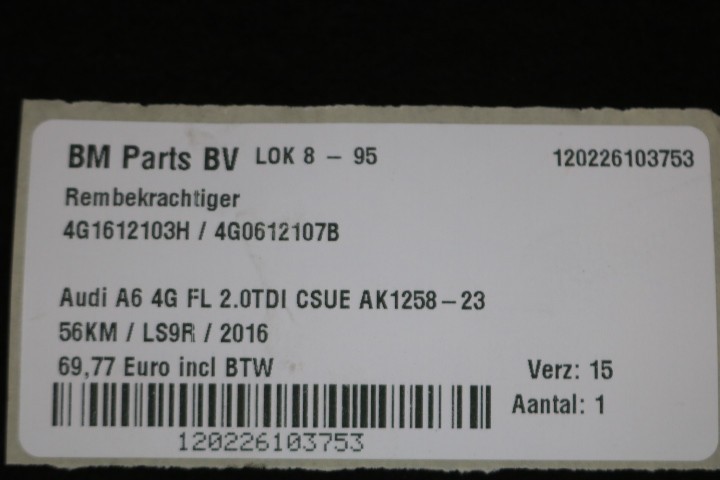 BM Parts BV LOK 8 - 95 120226103753
Rembekrachtiger
4G1612103H / 4G0612107B
Audi A6 4G FL 2.0TDI CSUE AK1258-23
56KM / LS9R / 2016
69,77 Euro incl BTW Verz: 15
Aantal: 1
120226103753